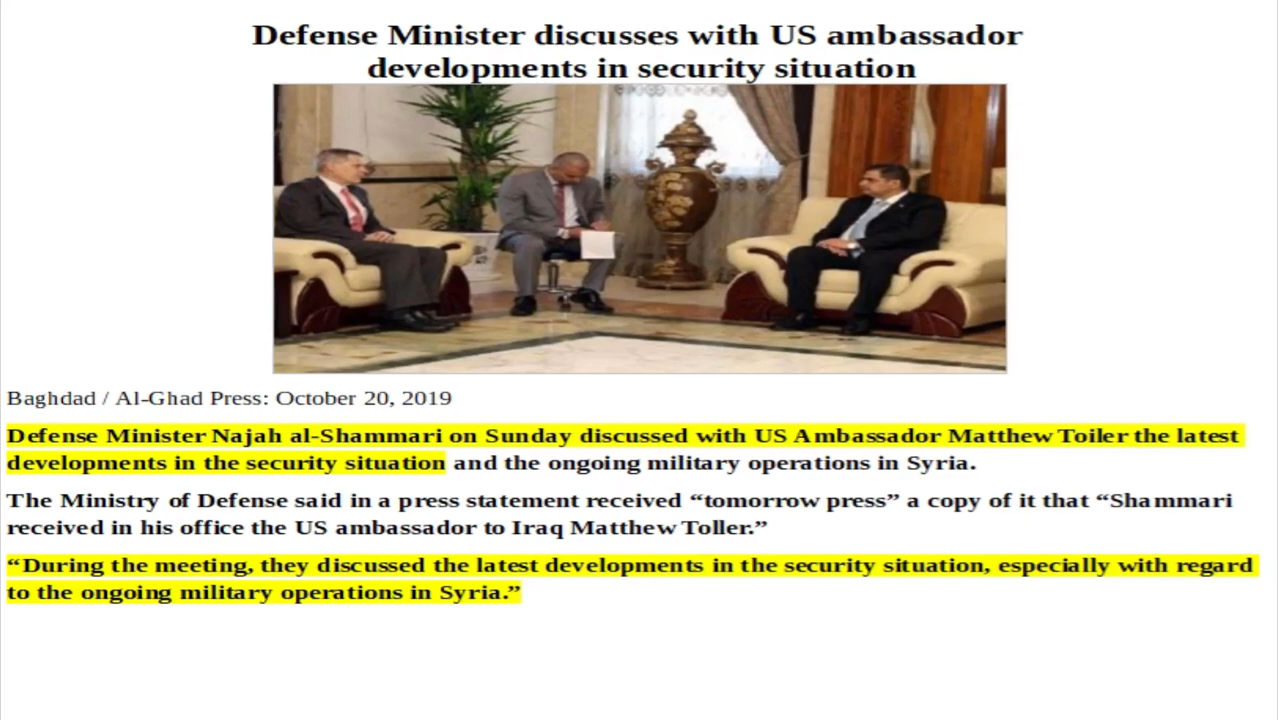 Defense Minister discusses with US ambassador
developments in security situation
Baghdad / Al-Ghad Press: October 20, 2019
Defense Minister Najah al-Shammari on Sunday discussed with US Ambassador Matthew Toiler the latest
developments in the security situation and the ongoing military operations in Syria.
The Ministry of Defense said in a press statement received “tomorrow press” a copy of it that “Shammari
received in his office the US ambassador to Iraq Matthew Toller.”
“During the meeting, they discussed the latest developments in the security situation, especially with regard
to the ongoing military operations in Syria.”